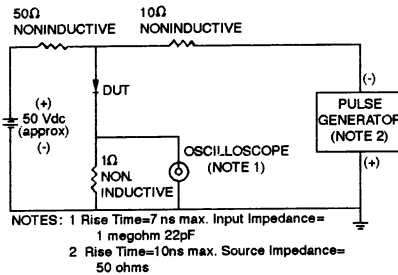 50Ω
NONINDUCTIVE
10Ω
NONINDUCTIVE
(+)
50 Vdc
(approx)
(-)
DUT
1Ω
NON.
INDUCTIVE
OSCILLOSCOPE
(NOTE 1)
(-)
PULSE
GENERATOR
(NOTE 2)
(+)
NOTES: 1 Rise Time=7 ns max. Input Impedance=
1 megohm 22pF
2 Rise Time=10ns max. Source Impedance=
50 ohms